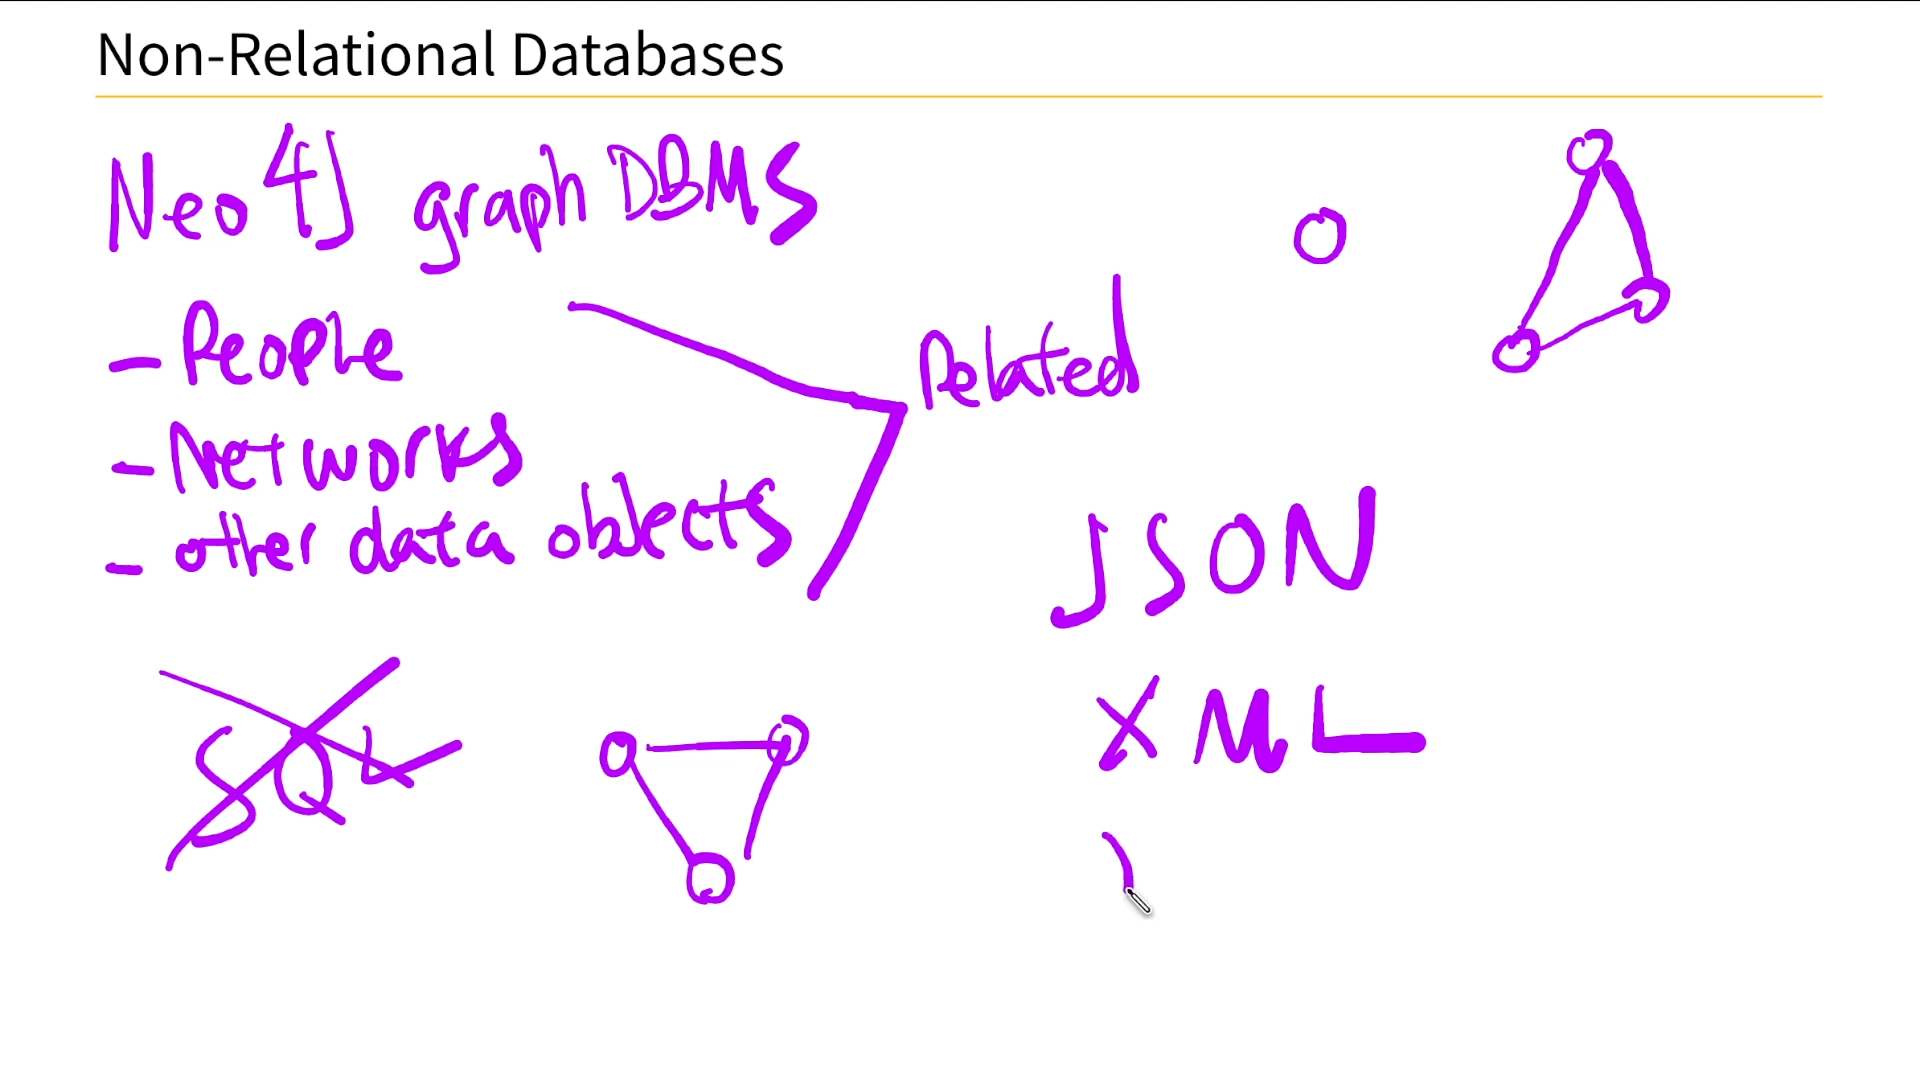 Non-Relational Databases
Neo4J graph DBMS
- People
- Networks
- other data objects
Related
JSON
XML
SQL